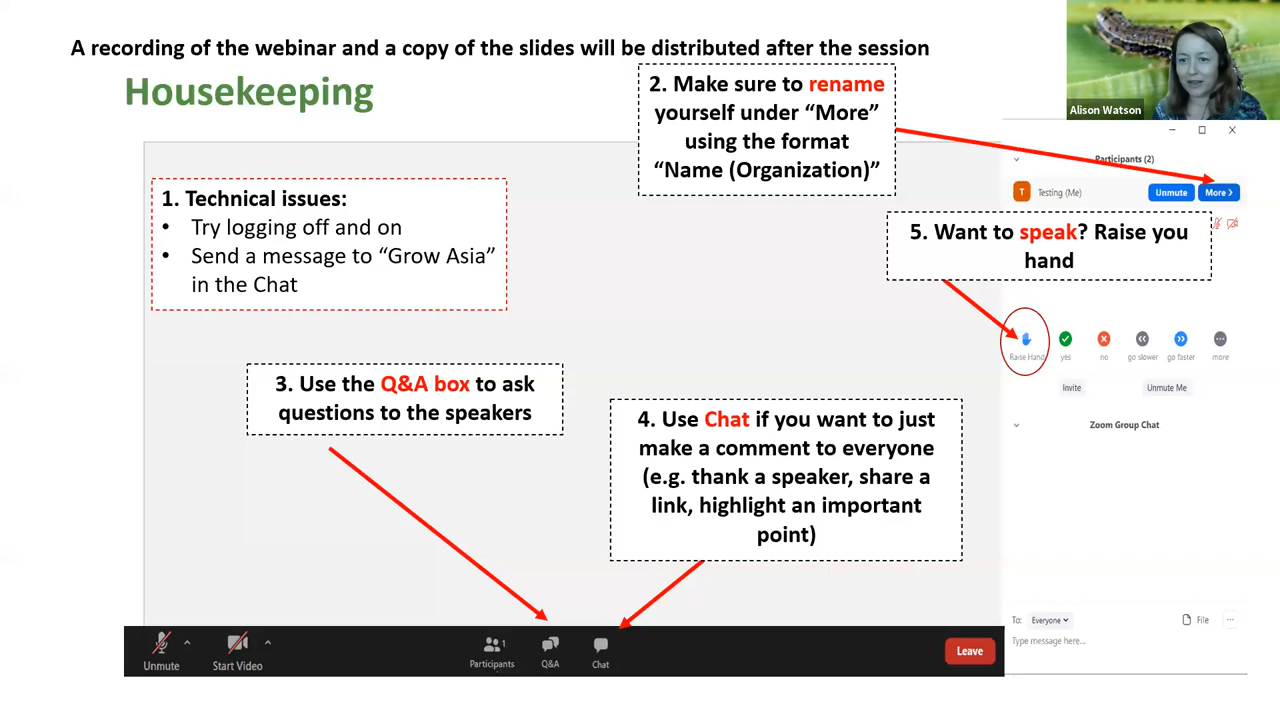 A recording of the webinar and a copy of the slides will be distributed after the session
Housekeeping
Alison Watson
1. Technical issues:
• Try logging off and on
• Send a message to “Grow Asia”
in the Chat
2. Make sure to rename
yourself under “More”
using the format
“Name (Organization)”
Participants (2)
T Testing (Me) Unmute More >
5. Want to speak? Raise you
hand
Raise Hand yes no go slower go faster more
Invite Unmute Me
3. Use the Q&A box to ask
questions to the speakers
4. Use Chat if you want to just
make a comment to everyone
(e.g. thank a speaker, share a
link, highlight an important
point)
Zoom Group Chat
To: Everyone File
Type message here...
Unmute Start Video Participants 1 Q&A Chat Leave